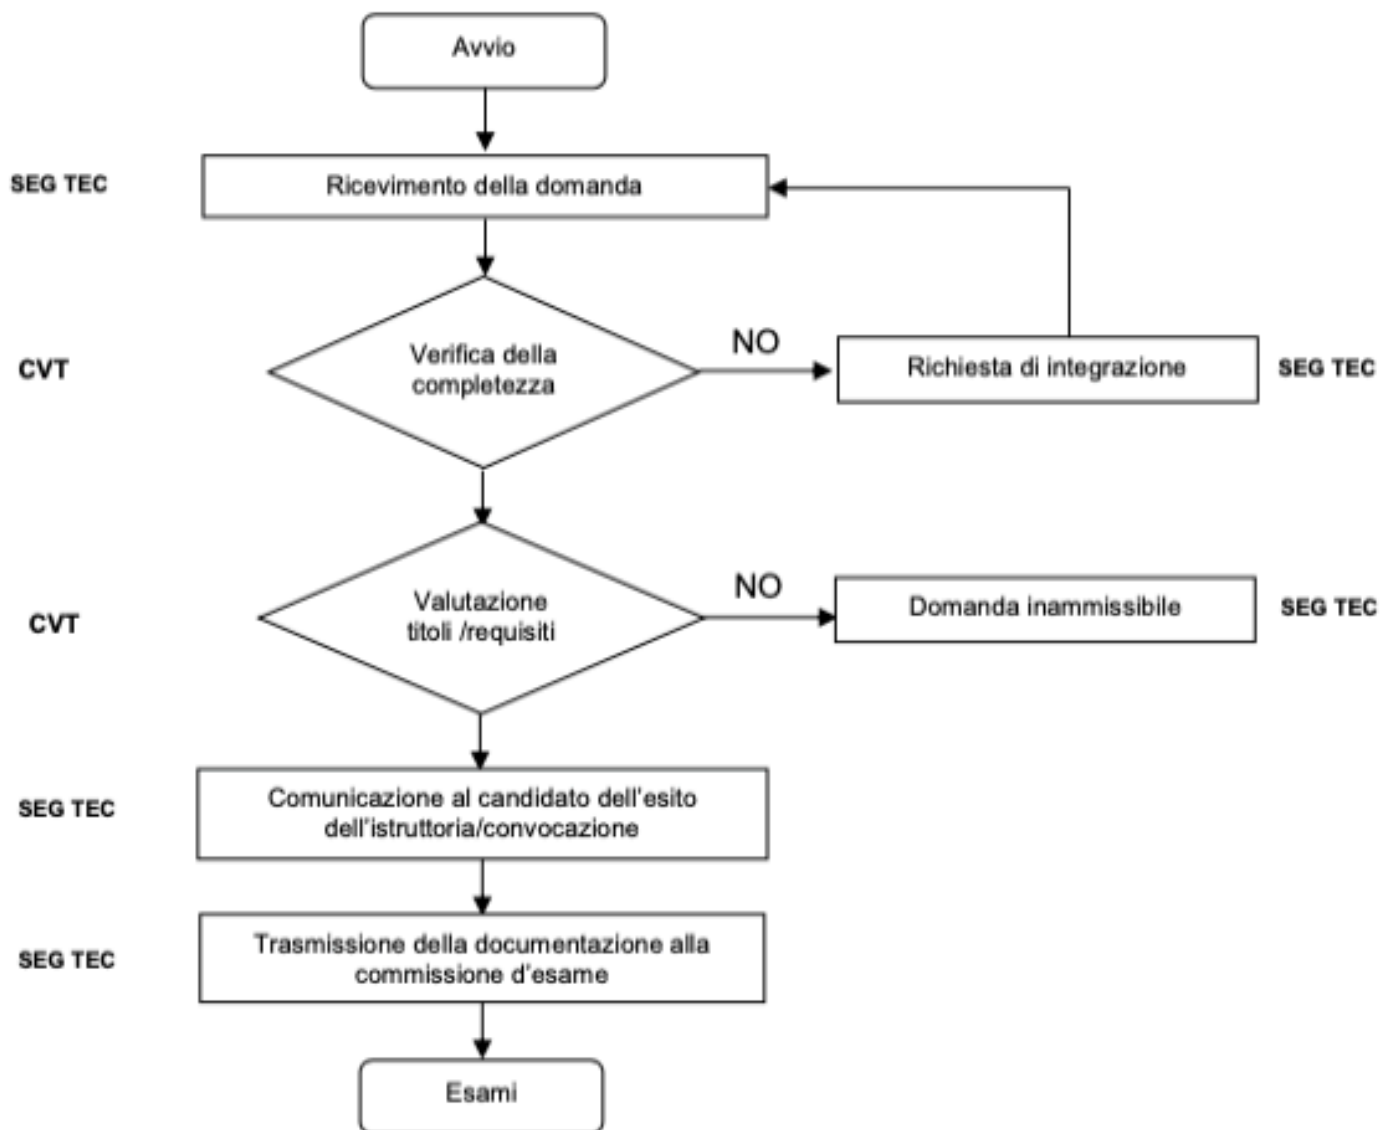 Avvio
SEG TEC
Ricevimento della domanda
CVT
Verifica della
completezza
NO
Richiesta di integrazione
SEG TEC
CVT
Valutazione
titoli /requisiti
NO
Domanda inammissibile
SEG TEC
SEG TEC
Comunicazione al candidato dell'esito
dell'istruttoria/convocazione
SEG TEC
Trasmissione della documentazione alla
commissione d'esame
Esami